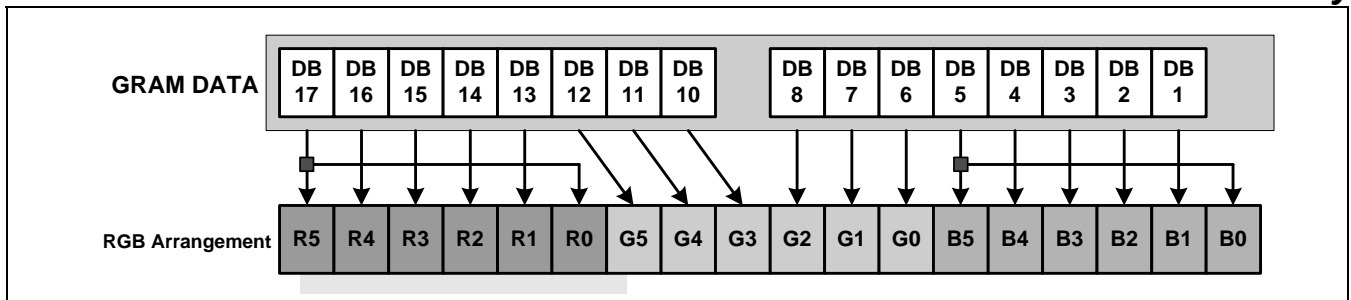 GRAM DATA
DB 17 DB 16 DB 15 DB 14 DB 13 DB 12 DB 11 DB 10 DB 8 DB 7 DB 6 DB 5 DB 4 DB 3 DB 2 DB 1
RGB Arrangement R5 R4 R3 R2 R1 R0 G5 G4 G3 G2 G1 G0 B5 B4 B3 B2 B1 B0